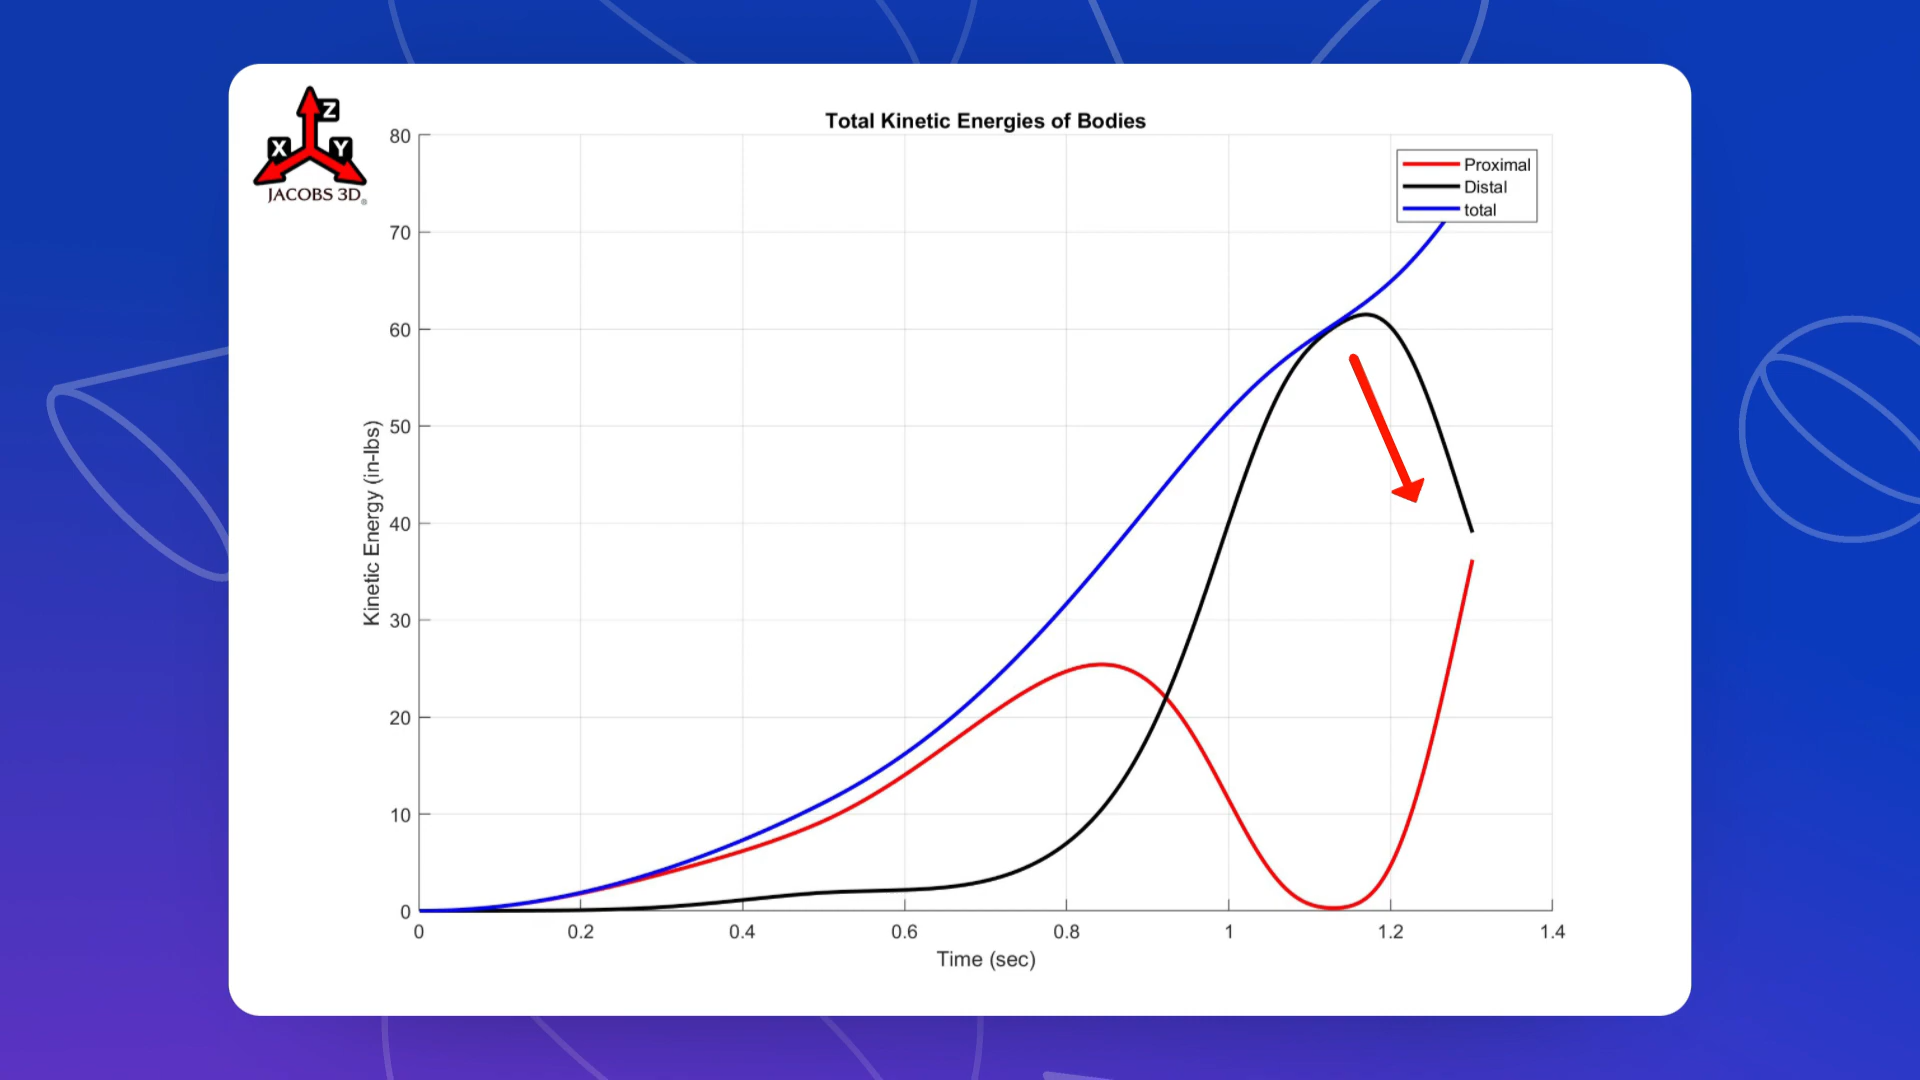 Z
X
Y
JACOBS 3D®
Total Kinetic Energies of Bodies
Proximal
Distal
total
80
70
60
50
40
30
20
10
0
Kinetic Energy (in-lbs)
0 0.2 0.4 0.6 0.8 1 1.2 1.4
Time (sec)